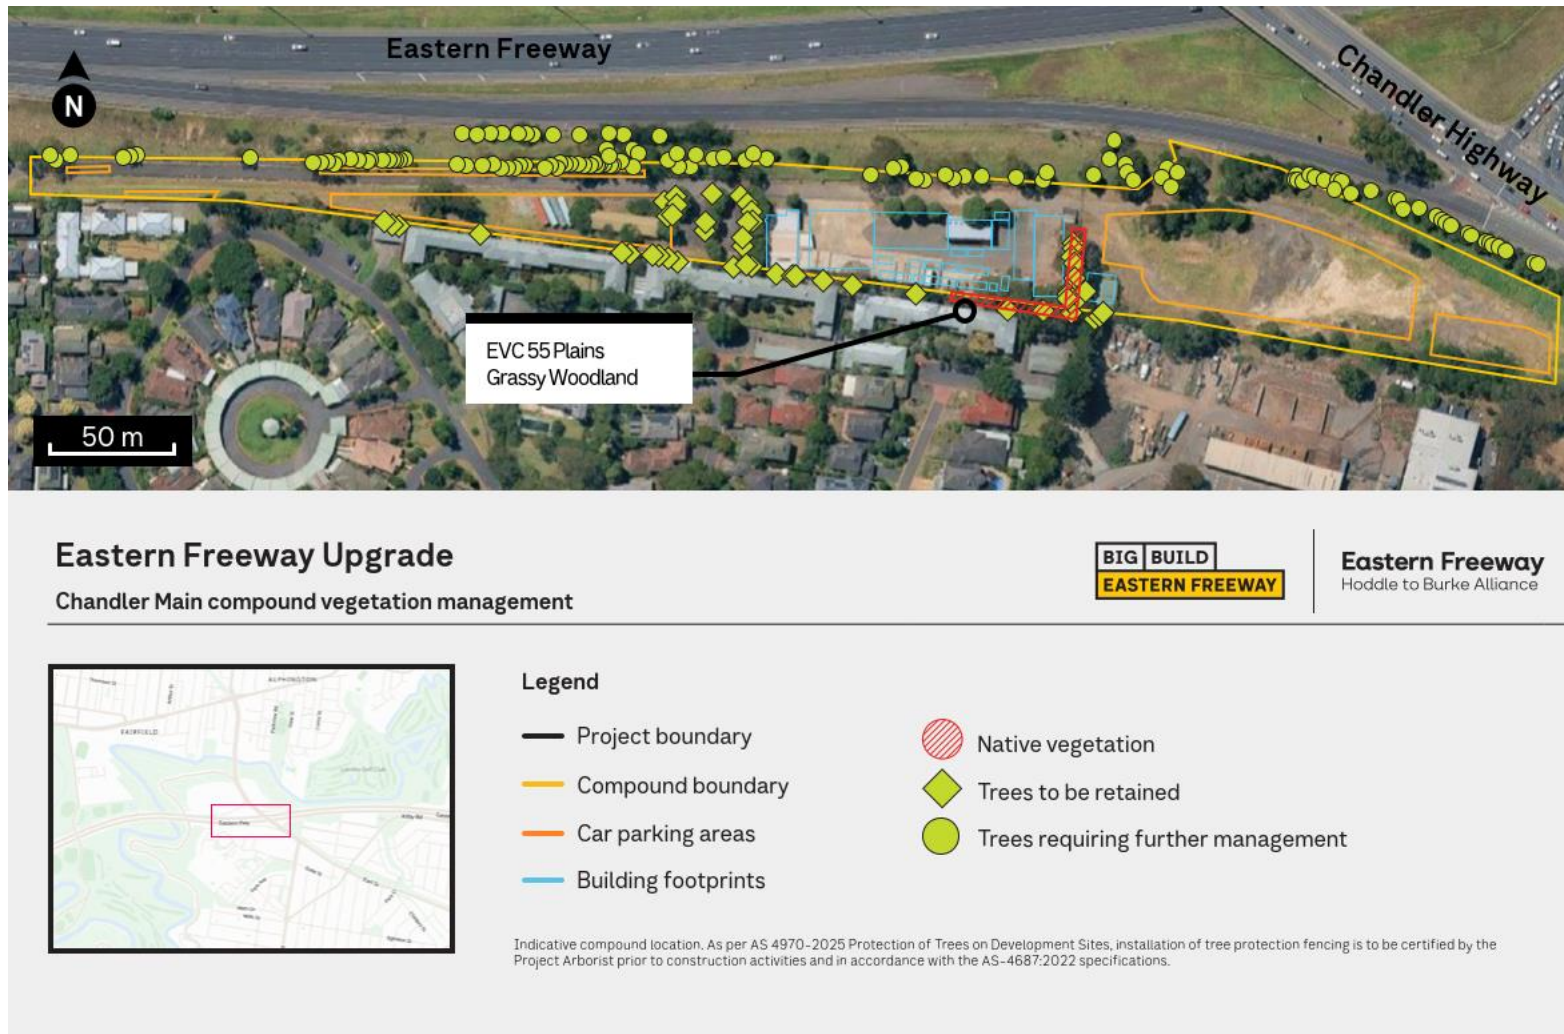 Eastern Freeway
Chandler Highway
N
EVC 55 Plains
Grassy Woodland
50 m
Eastern Freeway Upgrade
Chandler Main compound vegetation management
BIG BUILD
EASTERN FREEWAY
Eastern Freeway
Hoddle to Burke Alliance
ALPHINGTON
FAIRFIELD
Eastern Fwy
Legend
Project boundary
Compound boundary
Car parking areas
Building footprints
Native vegetation
Trees to be retained
Trees requiring further management
Indicative compound location. As per AS 4970-2025 Protection of Trees on Development Sites, installation of tree protection fencing is to be certified by the
Project Arborist prior to construction activities and in accordance with the AS-4687:2022 specifications.